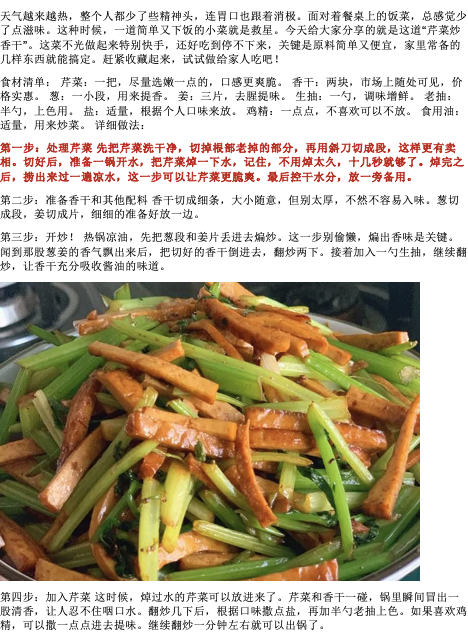 天气越来越热，整个人都少了些精神头，连胃口也跟着消极。面对着餐桌上的饭菜，总感觉少
了点滋味。这种时候，一道简单又下饭的小菜就是救星。今天给大家分享的就是这道“芹菜炒
香干”。这菜不光做起来特别快手，还好吃到停不下来，关键是原料简单又便宜，家里常备的
几样东西就能搞定。赶紧收藏起来，试试做给家人吃吧！
食材清单： 芹菜：一把，尽量选嫩一点的，口感更爽脆。 香干：两块，市场上随处可见，价
格实惠。 葱：一小段，用来提香。 姜：三片，去腥提味。 生抽：一勺，调味增鲜。 老抽：
半勺，上色用。 盐：适量，根据个人口味来放。 鸡精：一点点，不喜欢可以不放。 食用油：
适量，用来炒菜。 详细做法：
第一步：处理芹菜 先把芹菜洗干净，切掉根部老掉的部分，再用斜刀切成段，这样更有卖
相。切好后，准备一锅开水，把芹菜焯一下水，记住，不用焯太久，十几秒就够了。焯完之
后，捞出来过一遍凉水，这一步可以让芹菜更脆爽。最后控干水分，放一旁备用。
第二步：准备香干和其他配料 香干切成细条，大小随意，但别太厚，不然不容易入味。葱切
成段，姜切成片，细细的准备好放一边。
第三步：开炒！ 热锅凉油，先把葱段和姜片丢进去煸炒。这一步别偷懒，煸出香味是关键。
闻到那股葱姜的香气飘出来后，把切好的香干倒进去，翻炒两下。接着加入一勺生抽，继续翻
炒，让香干充分吸收酱油的味道。
第四步：加入芹菜 这时候，焯过水的芹菜可以放进来了。芹菜和香干一碰，锅里瞬间冒出一
股清香，让人忍不住咽口水。翻炒几下后，根据口味撒点盐，再加半勺老抽上色。如果喜欢鸡
精，可以撒一点点进去提味。继续翻炒一分钟左右就可以出锅了。